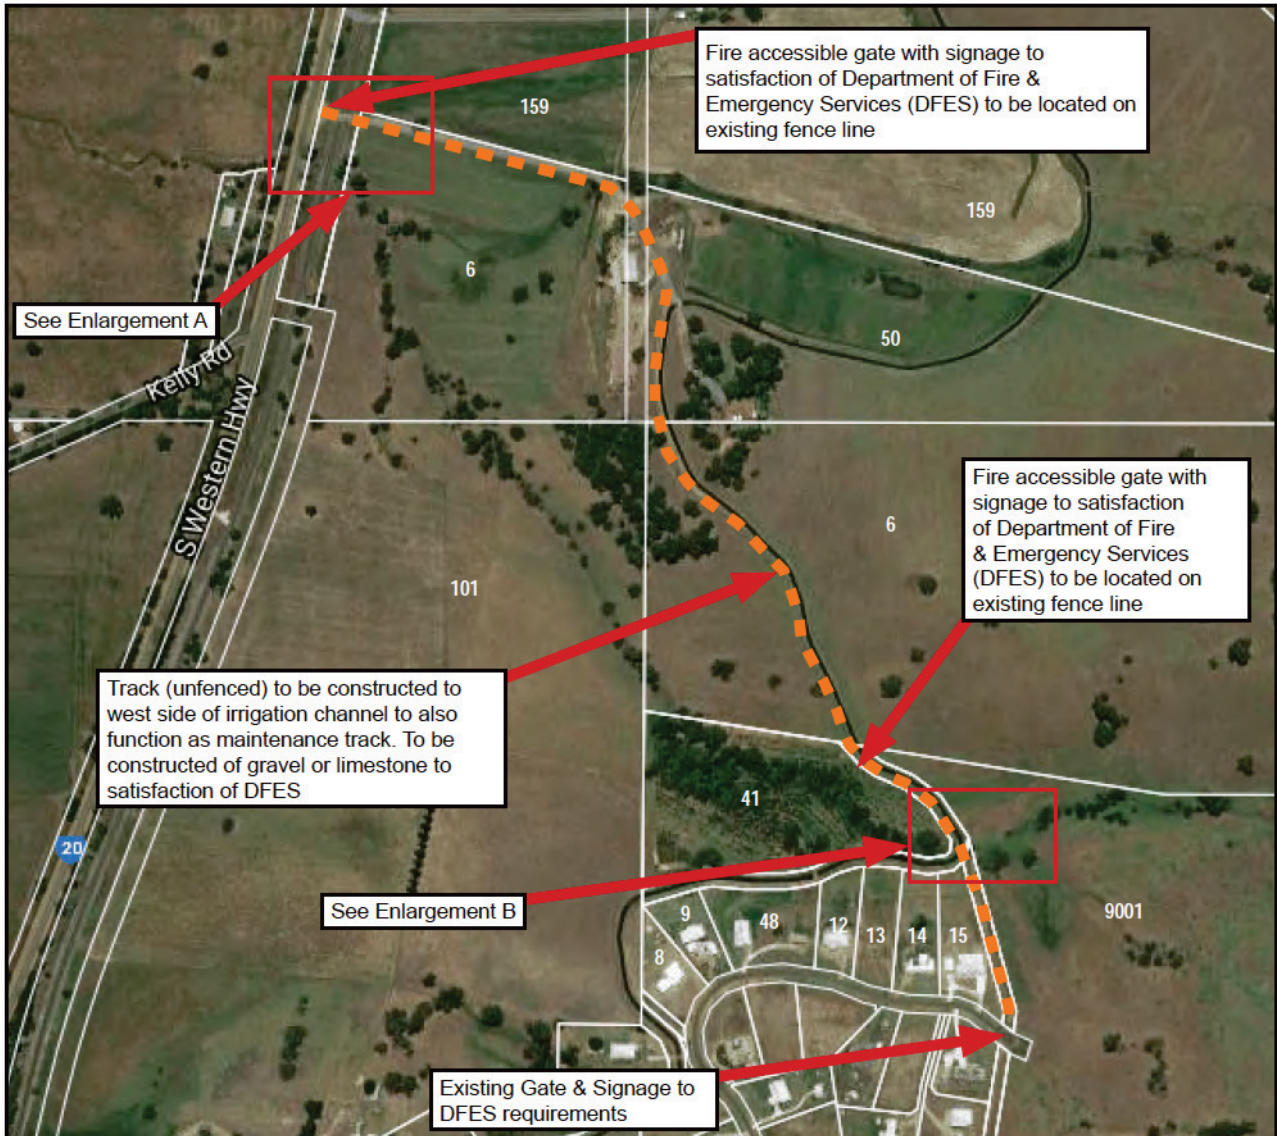 Fire accessible gate with signage to
satisfaction of Department of Fire &
Emergency Services (DFES) to be located on
existing fence line
159
159
6
See Enlargement A
50
Kelly Rd
S Western Hwy
Fire accessible gate with
signage to satisfaction
of Department of Fire
& Emergency Services
(DFES) to be located on
existing fence line
6
101
Track (unfenced) to be constructed to
west side of irrigation channel to also
function as maintenance track. To be
constructed of gravel or limestone to
satisfaction of DFES
41
20
See Enlargement B
9
48
12
13
14
15
9001
8
Existing Gate & Signage to
DFES requirements